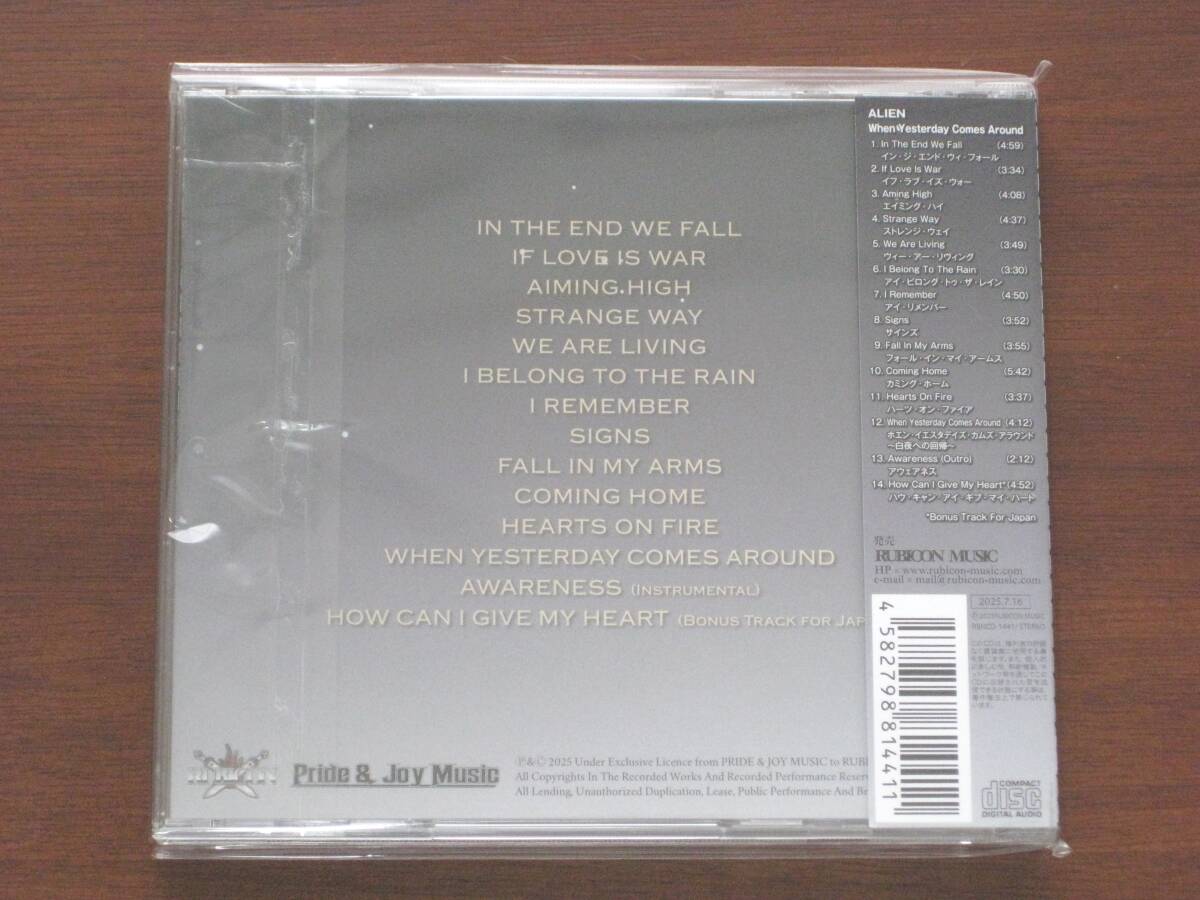 IN THE END WE FALL
IF LOVE IS WAR
AIMING HIGH
STRANGE WAY
WE ARE LIVING
I BELONG TO THE RAIN
I REMEMBER
SIGNS
FALL IN MY ARMS
COMING HOME
HEARTS ON FIRE
WHEN YESTERDAY COMES AROUND
AWARENESS (INSTRUMENTAL)
HOW CAN I GIVE MY HEART (BONUS TRACK FOR JAP
Pride & Joy Music
℗&© 2025 Under Exclusive Licence from PRIDE & JOY MUSIC to RUBI
All Copyrights In The Recorded Works And Recorded Performance Reser
All Lending, Unauthorized Duplication, Lease, Public Performance And Br
ALIEN
When Yesterday Comes Around
1. In The End We Fall (4:59)
イン・ジ・エンド・ウィ・フォール
2. If Love Is War (3:34)
イフ・ラブ・イズ・ウォー
3. Aming High (4:08)
エイミング・ハイ
4. Strange Way (4:37)
ストレンジ・ウェイ
5. We Are Living (3:49)
ウィー・アー・リヴィング
6. I Belong To The Rain (3:30)
アイ・ビロング・トゥ・ザ・レイン
7. I Remember (4:50)
アイ・リメンバー
8. Signs (3:52)
サインズ
9. Fall In My Arms (3:55)
フォール・イン・マイ・アームス
10. Coming Home (5:42)
カミング・ホーム
11. Hearts On Fire (3:37)
ハーツ・オン・ファイア
12. When Yesterday Comes Around (4:12)
ホエン・イエスタデイズ・カムズ・アラウンド
～白夜への回帰～
13. Awareness (Outro) (2:12)
アウェアネス
14. How Can I Give My Heart* (4:52)
ハウ・キャン・アイ・ギブ・マイ・ハート
*Bonus Track For Japan
発売
RUBICON MUSIC
HP = www.rubicon-music.com
e-mail = mail@rubicon-music.com
2025.7.16
RBNCD-1441/STEREO
4 582798 814411
COMPACT
disc
DIGITAL AUDIO